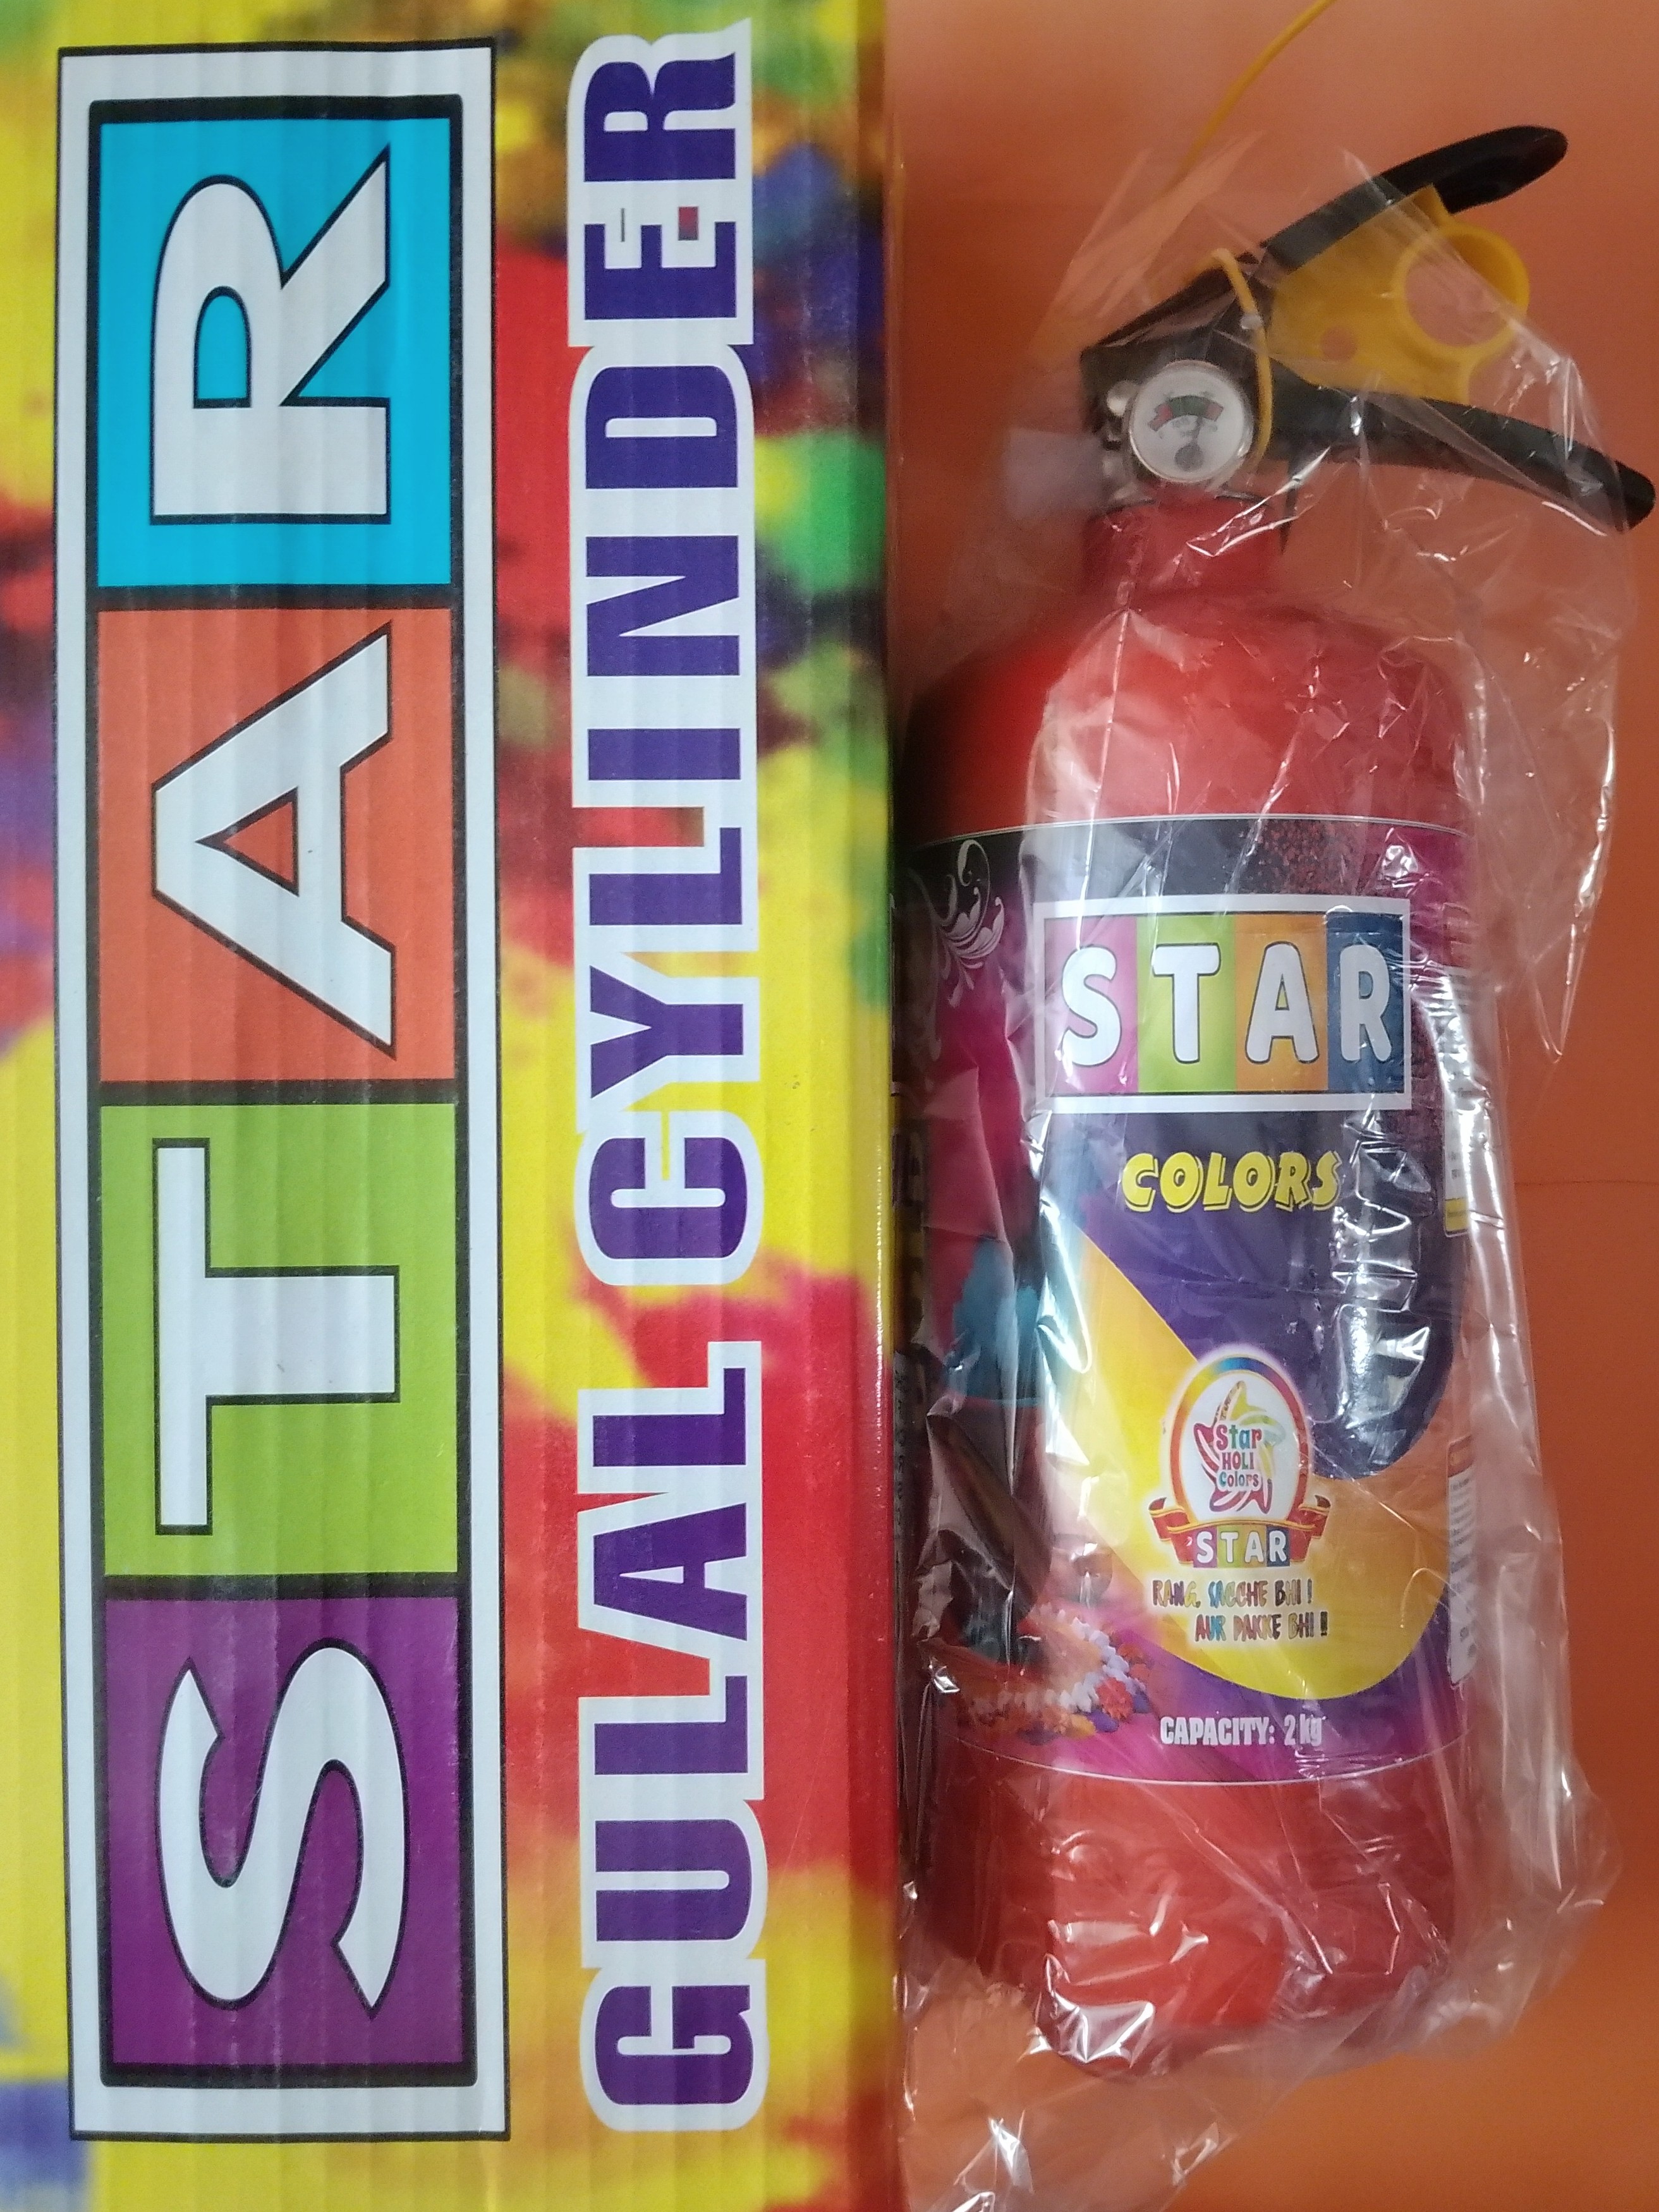 STAR
GULAL CYLINDER
STAR
COLORS
Star
HOLI
Colors
STAR
RANG, SACCHE BHI !
AUR PAKKE BHI !!
CAPACITY: 2 kg